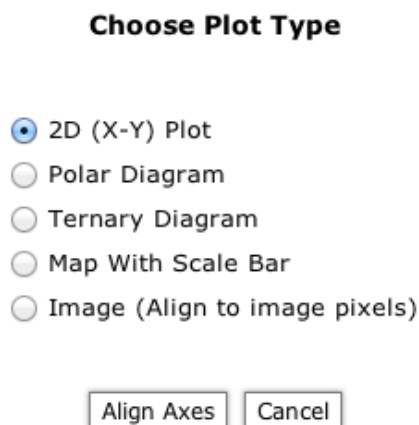 Choose Plot Type
2D (X-Y) Plot
Polar Diagram
Ternary Diagram
Map With Scale Bar
Image (Align to image pixels)
Align Axes Cancel